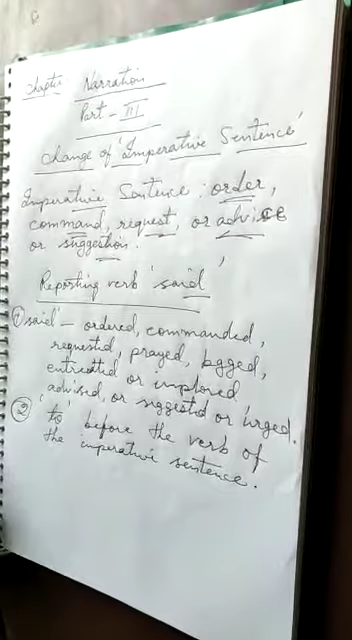 Chapter Narration
Part - III
Change of 'Imperative Sentence'
Imperative Sentence : order,
command, request, or advice
or suggestion.
Reporting verb 'said'
① 'said' - ordered, commanded,
requested, prayed, begged,
entreated or implored
advised, or suggested or urged.
② 'to' before the verb of
the imperative sentence.